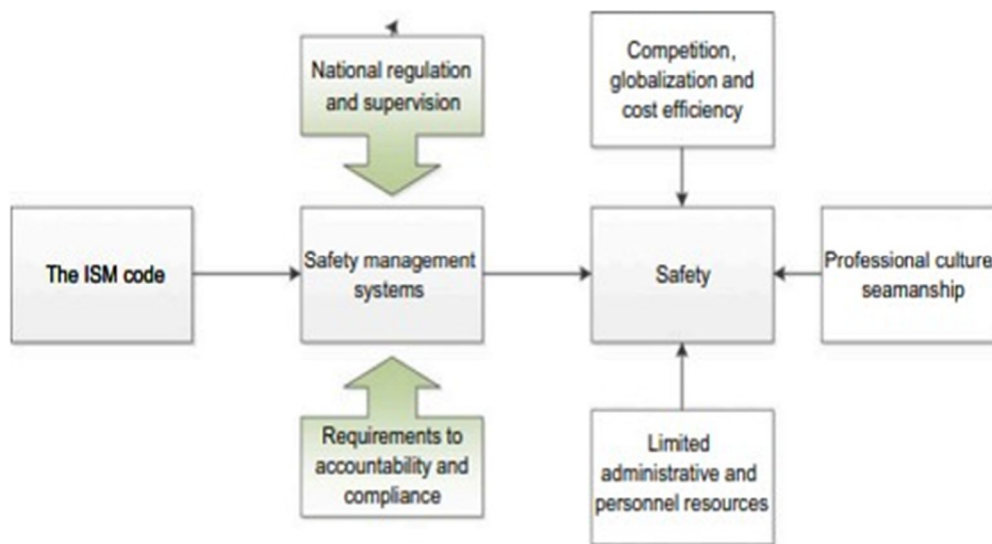 National regulation
and supervision
Competition,
globalization and
cost efficiency
The ISM code
Safety management
systems
Safety
Professional culture
seamanship
Requirements to
accountability and
compliance
Limited
administrative and
personnel resources